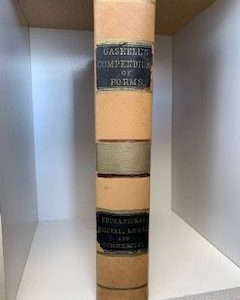 GASKELL'S
COMPENDIUM
OF
FORMS.
EDUCATIONAL
SOCIAL, LEGAL
AND
COMMERCIAL